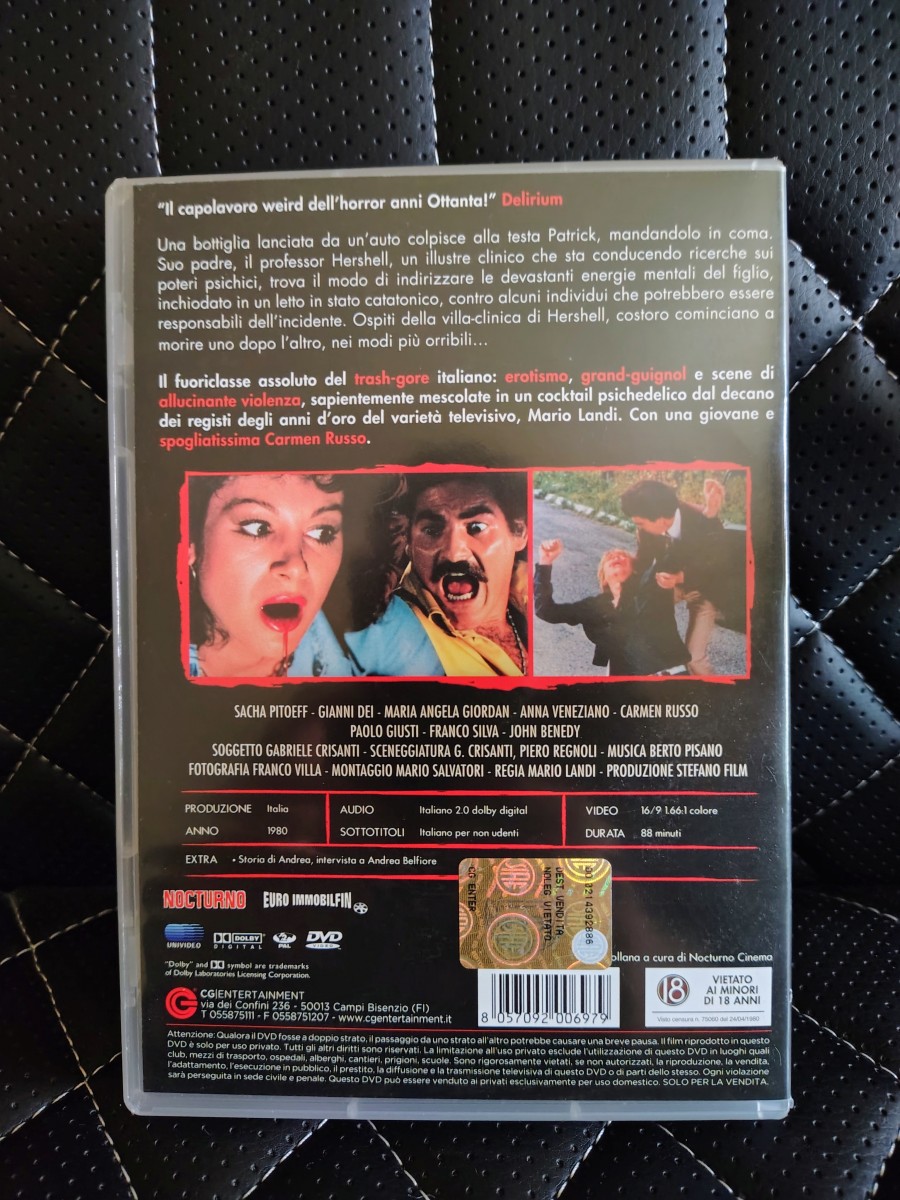 “Il capolavoro weird dell’horror anni Ottanta!” Delirium
Una bottiglia lanciata da un’auto colpisce alla testa Patrick, mandandolo in coma.
Suo padre, il professor Hershell, un illustre clinico che sta conducendo ricerche sui
poteri psichici, trova il modo di indirizzare le devastanti energie mentali del figlio,
inchiodato in un letto in stato catatonico, contro alcuni individui che potrebbero essere
responsabili dell’incidente. Ospiti della villa-clinica di Hershell, costoro cominciano a
morire uno dopo l’altro, nei modi più orribili...
Il fuoriclasse assoluto del trash-gore italiano: erotismo, grand-guignol e scene di
allucinante violenza, sapientemente mescolate in un cocktail psichedelico dal decano
dei registi degli anni d’oro del varietà televisivo, Mario Landi. Con una giovane e
spogliatissima Carmen Russo.
SACHA PITOEFF - GIANNI DEI - MARIA ANGELA GIORDAN - ANNA VENEZIANO - CARMEN RUSSO
PAOLO GIUSTI - FRANCO SILVA - JOHN BENEDY
SOGGETTO GABRIELE CRISANTI - SCENEGGIATURA G. CRISANTI, PIERO REGNOLI - MUSICA BERTO PISANO
FOTOGRAFIA FRANCO VILLA - MONTAGGIO MARIO SALVATORI - REGIA MARIO LANDI - PRODUZIONE STEFANO FILM
PRODUZIONE Italia
ANNO 1980
AUDIO Italiano 2.0 dolby digital
SOTTOTITOLI Italiano per non udenti
VIDEO 16/9 1.66:1 colore
DURATA 88 minuti
EXTRA • Storia di Andrea, intervista a Andrea Belfiore
NOCTURNO EURO IMMOBILFIN
UNIVIDEO DOLBY DIGITAL PAL DVD VIDEO
"Dolby" and symbol are trademarks
of Dolby Laboratories Licensing Corporation.
CG ENTER
NOLEG VIETATO
DEST VENDITA
4392886
ollana a cura di Nocturno Cinema
CG|ENTERTAINMENT
via dei Confini 236 - 50013 Campi Bisenzio (FI)
T 055875111 - F 0558751207 - www.cgentertainment.it
8 057092 006979
18
VIETATO
AI MINORI
DI 18 ANNI
Visto censura n. 75060 del 24/04/1980
Attenzione: Qualora il DVD fosse a doppio strato, il passaggio da uno strato all'altro potrebbe causare una breve pausa. Il film riprodotto in questo
DVD è solo per uso privato. Tutti gli altri diritti sono riservati. La limitazione all'uso privato esclude l'utilizzazione di questo DVD in luoghi quali
club, mezzi di trasporto, ospedali, alberghi, cantieri, prigioni, scuole. Sono rigorosamente vietati, se non autorizzati, la riproduzione, la vendita,
l'adattamento, l'esecuzione in pubblico, il prestito, la diffusione e la trasmissione televisiva di questo DVD o di parti dello stesso. Ogni violazione
sarà perseguita in sede civile e penale. Questo DVD può essere venduto ai privati esclusivamente per uso domestico. SOLO PER LA VENDITA.